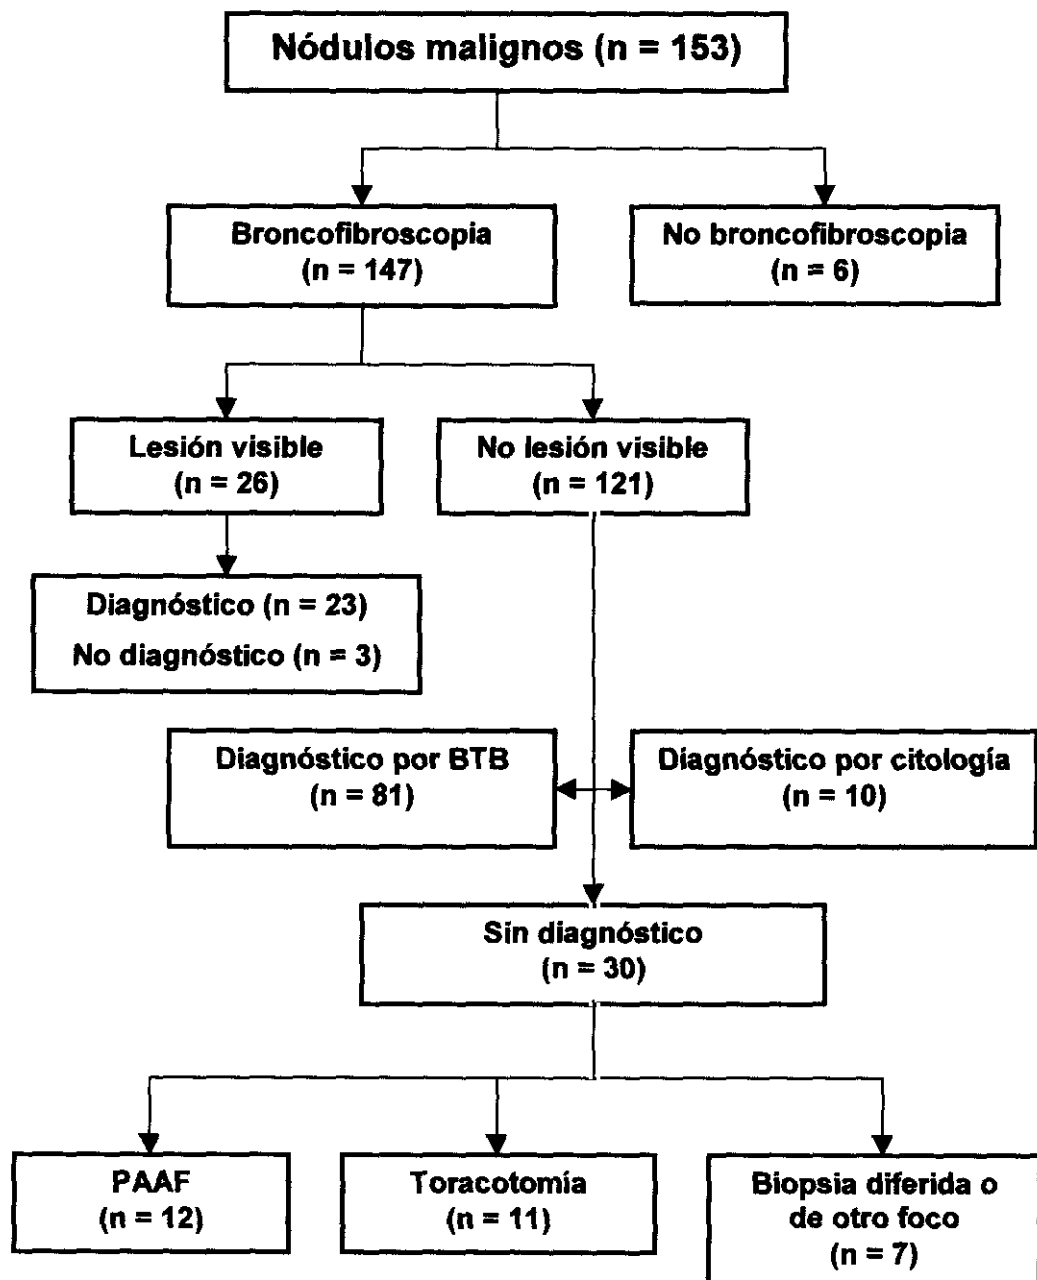 Nódulos malignos (n = 153)
Broncofibroscopia
(n = 147)
No broncofibroscopia
(n = 6)
Lesión visible
(n = 26)
No lesión visible
(n = 121)
Diagnóstico (n = 23)
No diagnóstico (n = 3)
Diagnóstico por BTB
(n = 81)
Diagnóstico por citología
(n = 10)
Sin diagnóstico
(n = 30)
PAAF
(n = 12)
Toracotomía
(n = 11)
Biopsia diferida o
de otro foco
(n = 7)